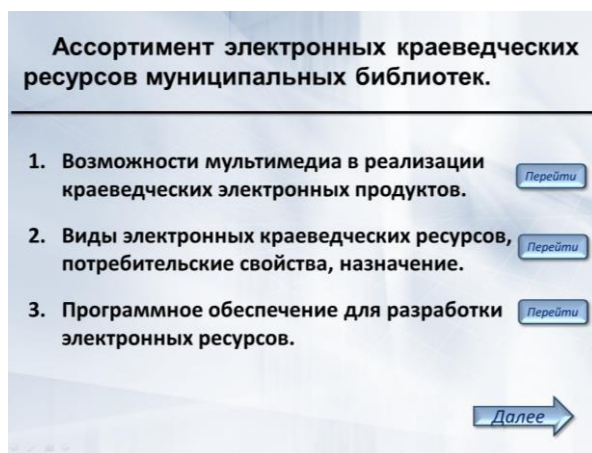 Ассортимент электронных краеведческих
ресурсов муниципальных библиотек.
1. Возможности мультимедиа в реализации
краеведческих электронных продуктов.
Перейти
2. Виды электронных краеведческих ресурсов,
потребительские свойства, назначение.
Перейти
3. Программное обеспечение для разработки
электронных ресурсов.
Перейти
Далее